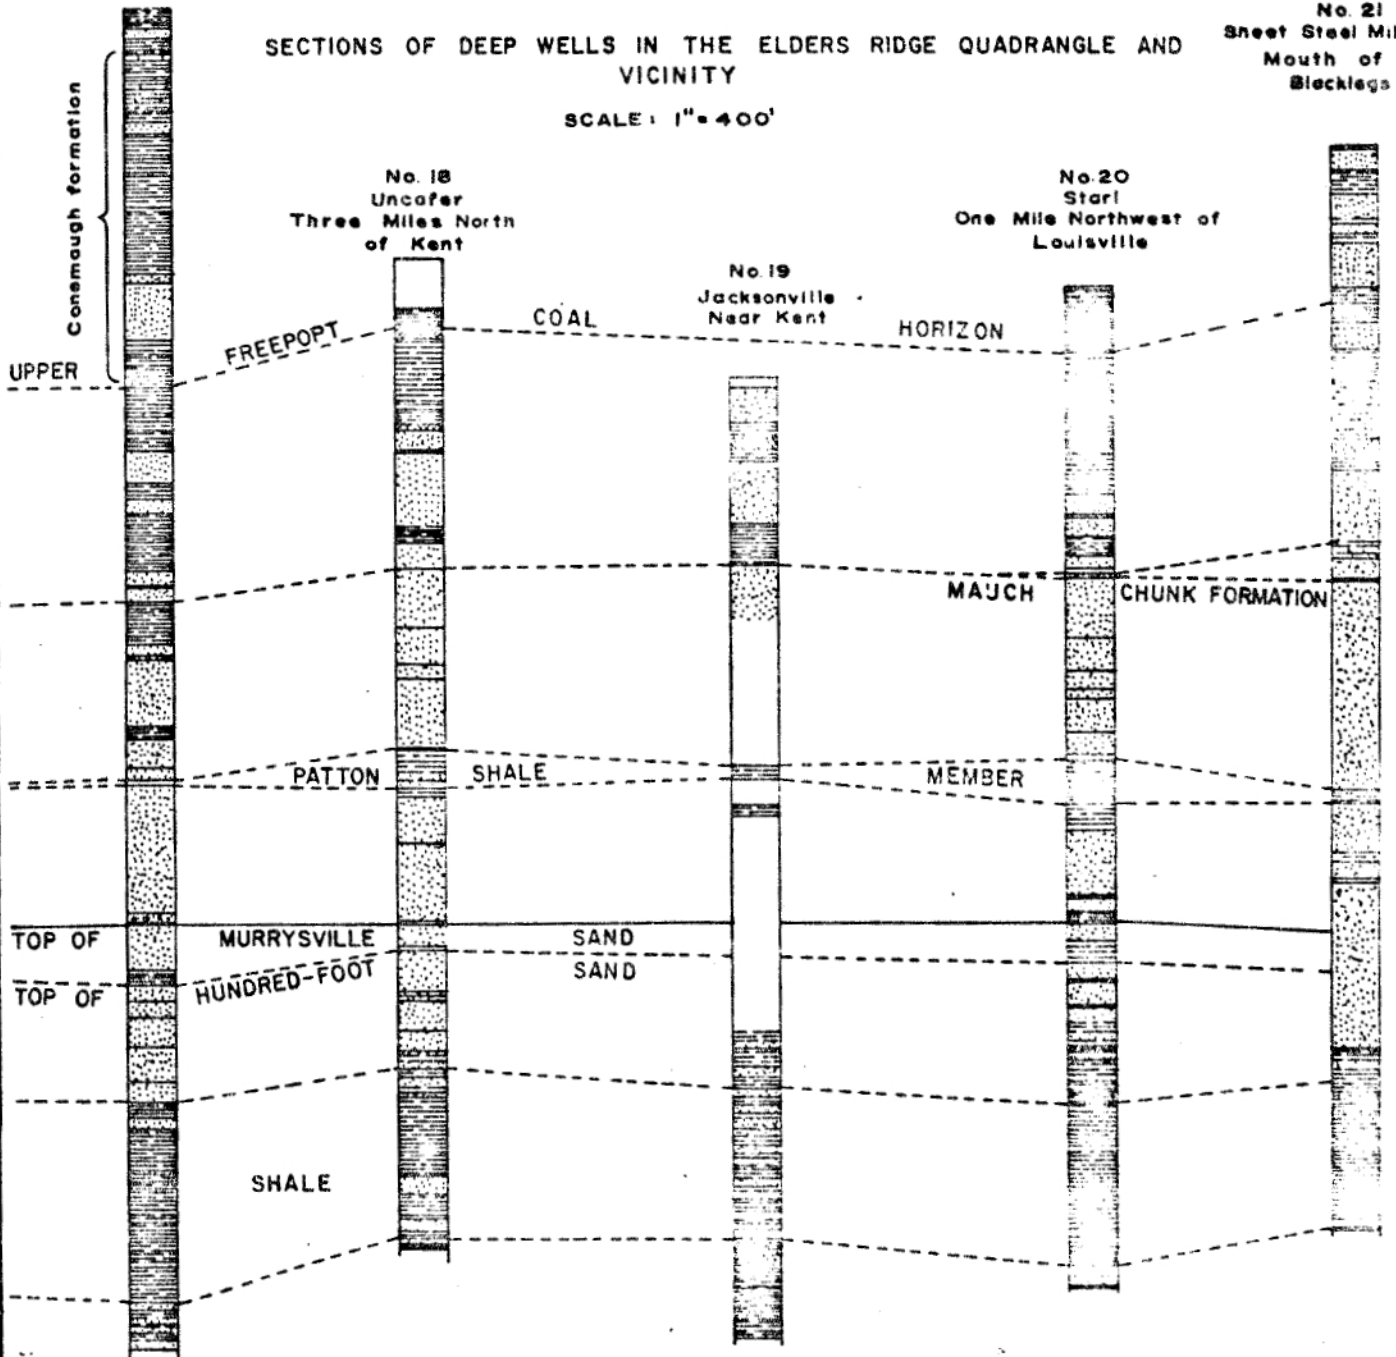 SECTIONS OF DEEP WELLS IN THE ELDERS RIDGE QUADRANGLE AND
VICINITY
SCALE: 1"=400'
No. 21
Sheet Steel Mil
Mouth of
Blacklegs
Conemaugh formation
No. 18
Uncafer
Three Miles North
of Kent
No. 19
Jacksonville
Near Kent
No. 20
Starl
One Mile Northwest of
Louisville
UPPER FREEPOPT COAL HORIZON
MAUCH CHUNK FORMATION
PATTON SHALE MEMBER
TOP OF MURRYSVILLE SAND
TOP OF HUNDRED-FOOT SAND
SHALE